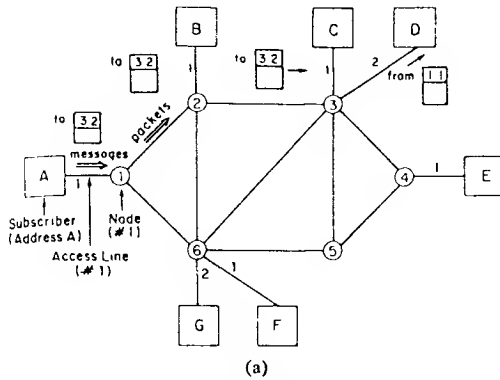 B
C
D
to 3 2
1
to 3 2
1
2
from 1 1
to 3 2
packets
2
3
messages
A
1
1
4
1
E
Subscriber
(Address A)
Node
(#1)
Access Line
(#1)
6
5
2
1
G
F
(a)